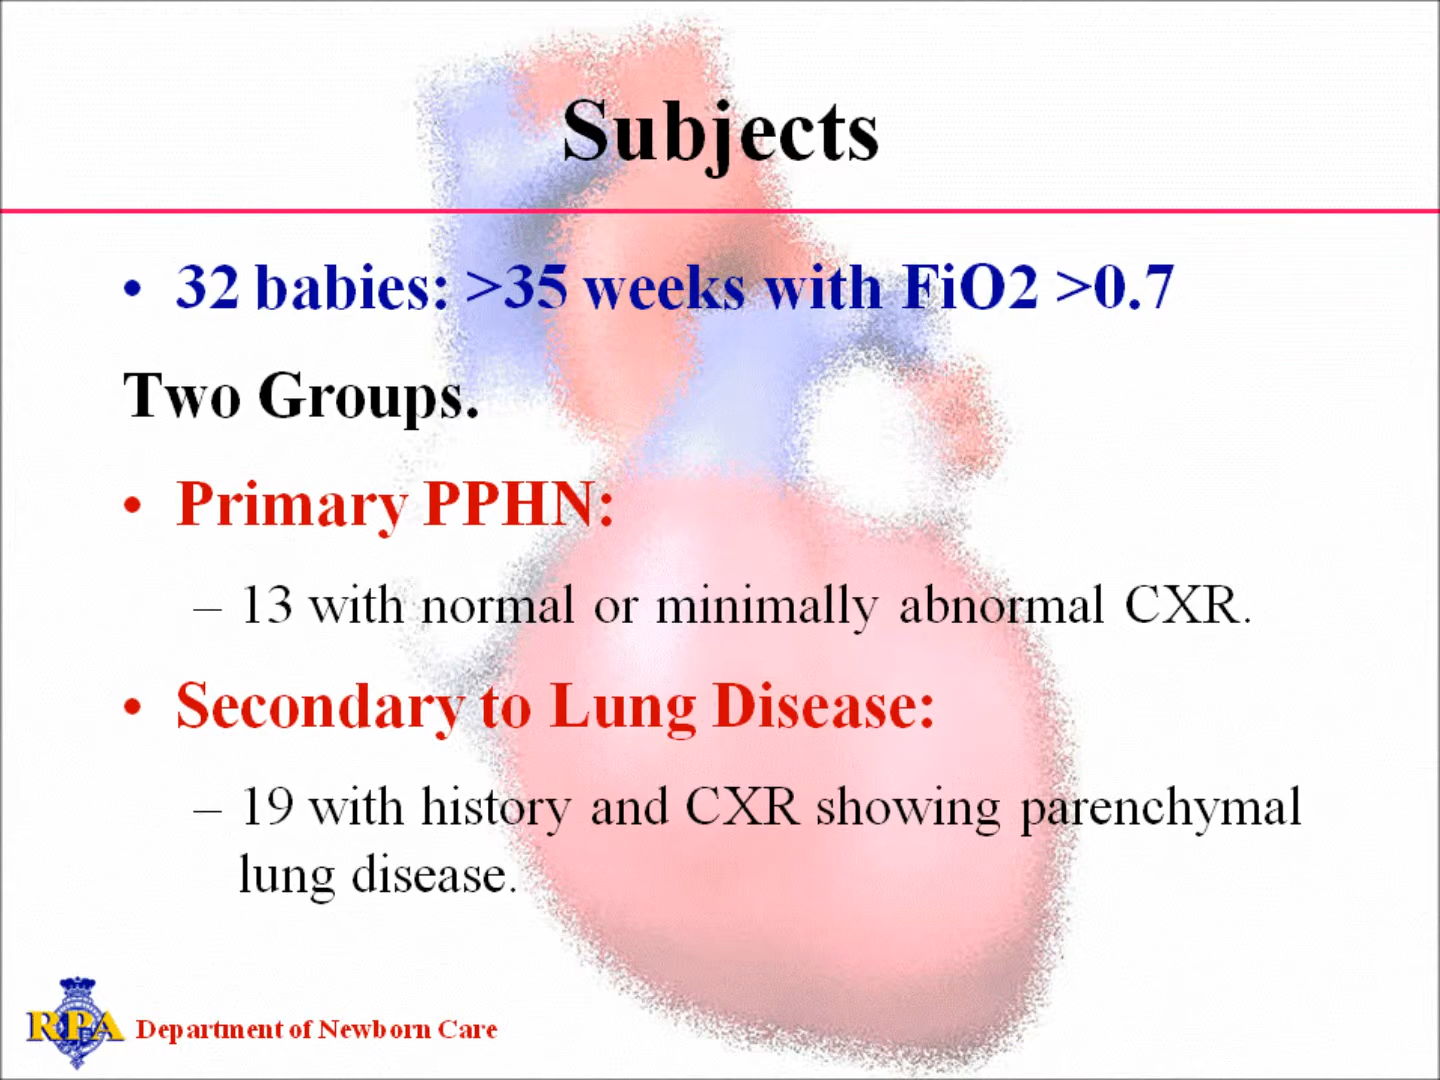 Subjects
• 32 babies: >35 weeks with FiO2 >0.7
Two Groups.
• Primary PPHN:
– 13 with normal or minimally abnormal CXR.
• Secondary to Lung Disease:
– 19 with history and CXR showing parenchymal
lung disease.
RPA Department of Newborn Care